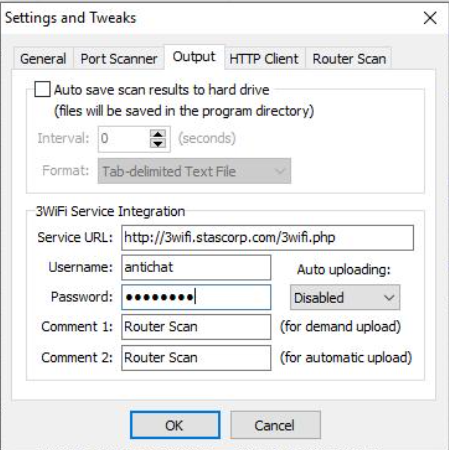 Settings and Tweaks
General Port Scanner Output HTTP Client Router Scan
Auto save scan results to hard drive
(files will be saved in the program directory)
Interval: 0 (seconds)
Format: Tab-delimited Text File
3WiFi Service Integration
Service URL: http://3wifi.stascorp.com/3wifi.php
Username: antichat Auto uploading:
Password: ●●●●●●●● Disabled
Comment 1: Router Scan (for demand upload)
Comment 2: Router Scan (for automatic upload)
OK Cancel